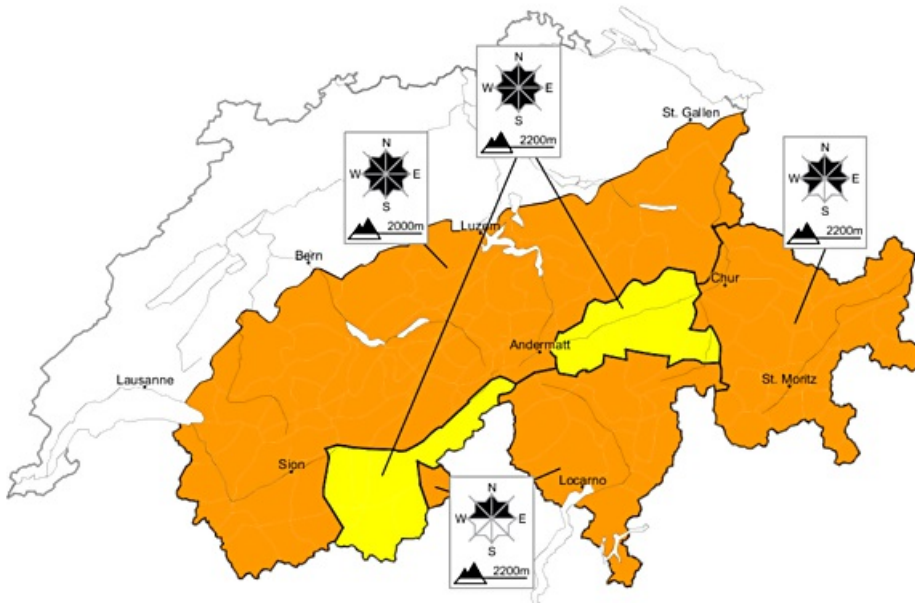 N
W E
S
2200m
St. Gallen
N
W E
S
2000m
N
W E
S
2200m
Luzern
Bern
Chur
Andermatt
Lausanne
St. Moritz
Sion
Locarno
N
W E
S
2200m